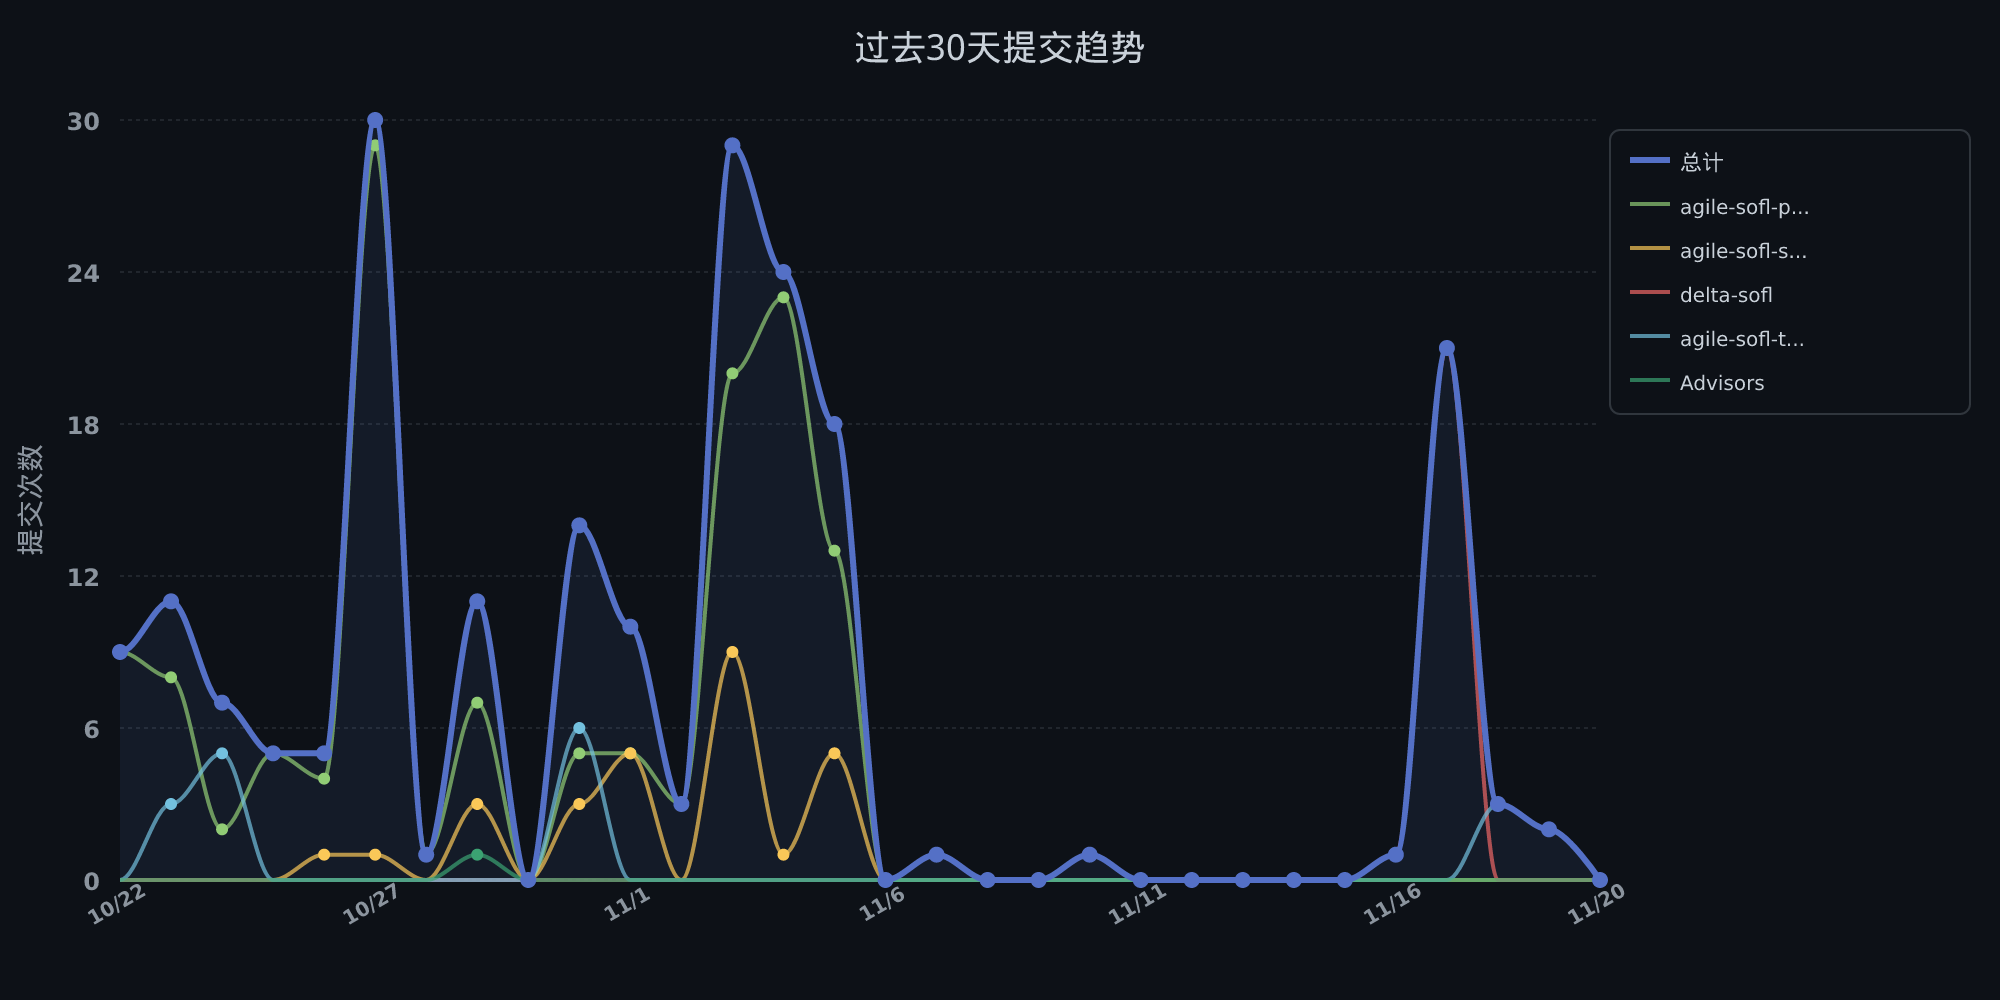 过去30天提交趋势
提交次数
30
24
18
12
6
0
10/22
10/27
11/1
11/6
11/11
11/16
11/20
总计
agile-sofl-p...
agile-sofl-s...
delta-sofl
agile-sofl-t...
Advisors